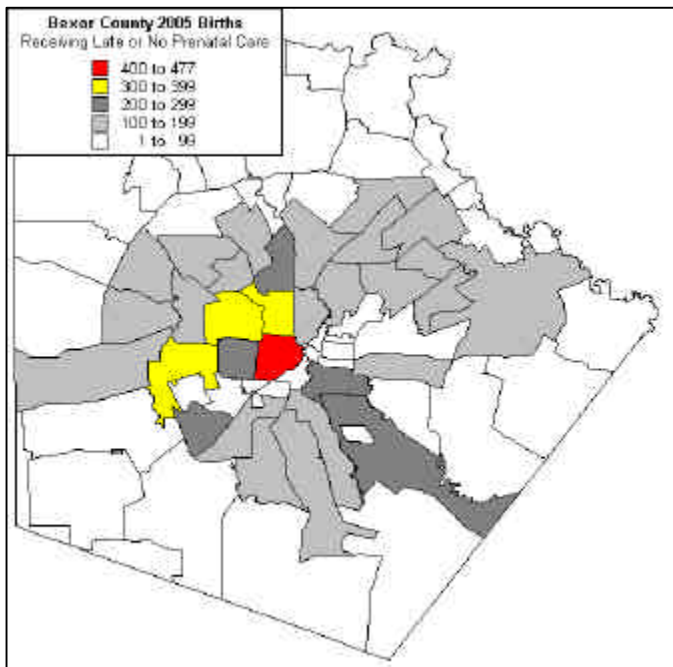 Bexar County 2005 Births
Receiving Late or No Prenatal Care
400 to 477
300 to 399
200 to 299
100 to 199
1 to 99